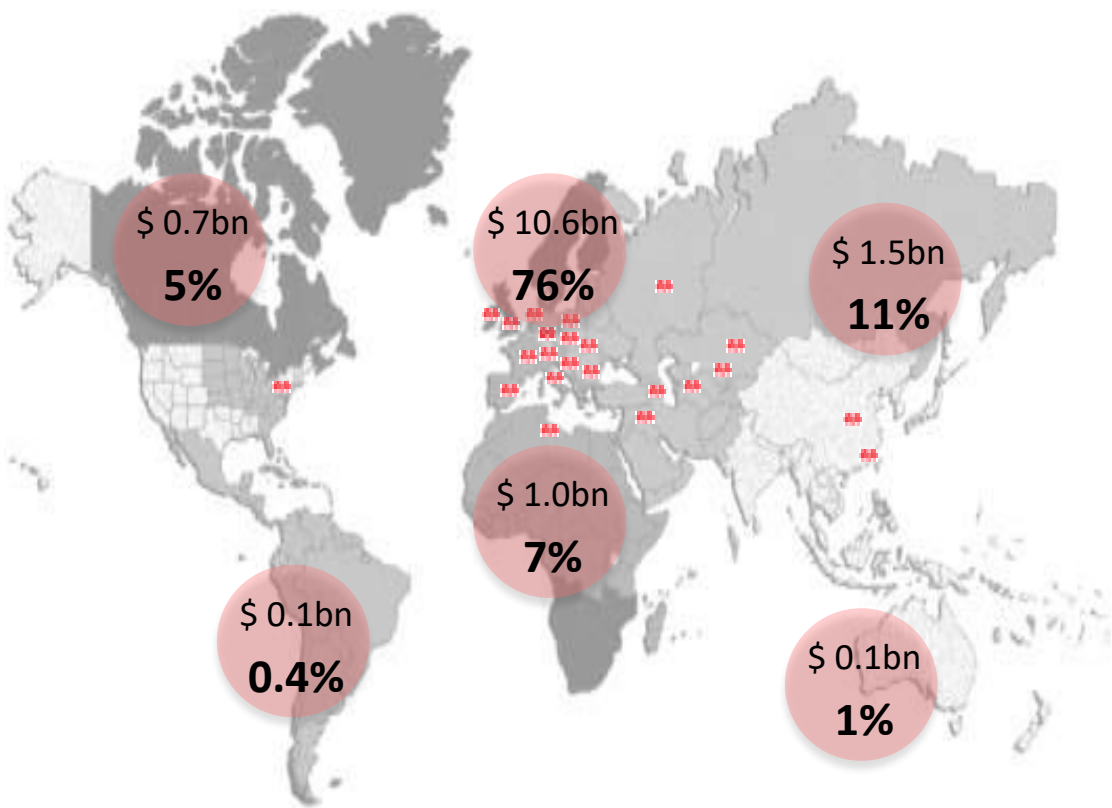 $ 0.7bn
5%
$ 10.6bn
76%
$ 1.5bn
11%
$ 1.0bn
7%
$ 0.1bn
0.4%
$ 0.1bn
1%